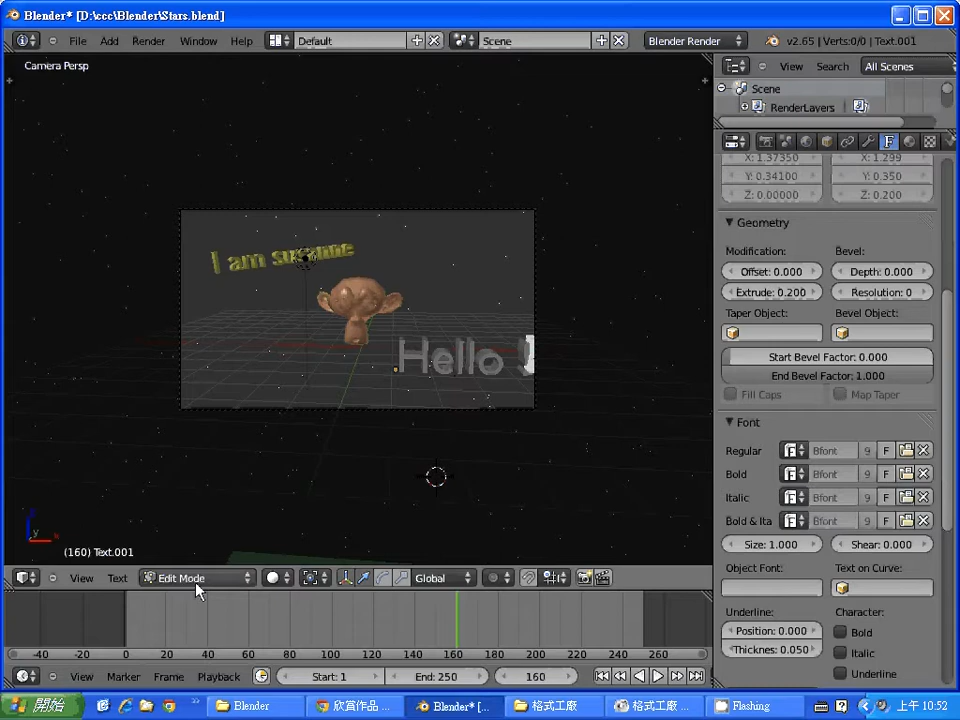 Blender* [D:\ccc\Blender\Stars.blend]
File Add Render Window Help Default Scene Blender Render v2.65 | Verts:0/0 | Text.001
Camera Persp
View Search All Scenes
Scene
RenderLayers
F
X: 1.37350 X: 1.299
Y: 0.34100 Y: 0.350
Z: 0.00000 Z: 0.200
Geometry
Modification: Bevel:
Offset: 0.000 Depth: 0.000
Extrude: 0.200 Resolution: 0
Taper Object: Bevel Object:
Start Bevel Factor: 0.000
End Bevel Factor: 1.000
Fill Caps Map Taper
Font
Regular Bfont 9 F
Bold Bfont 9 F
Italic Bfont 9 F
Bold & Ita Bfont 9 F
Size: 1.000 Shear: 0.000
Object Font: Text on Curve:
Underline: Character:
Position: 0.000 Bold
Thicknes: 0.050 Italic
Underline
I am suzanne
Hello
(160) Text.001
View Text Edit Mode Global
-40 -20 0 20 40 60 80 100 120 140 160 180 200 220 240 260
View Marker Frame Playback Start: 1 End: 250 160
開始 Blender 欣賞作品 ... Blender* [... 格式工廠 格式工廠 ... Flashing 上午 10:52